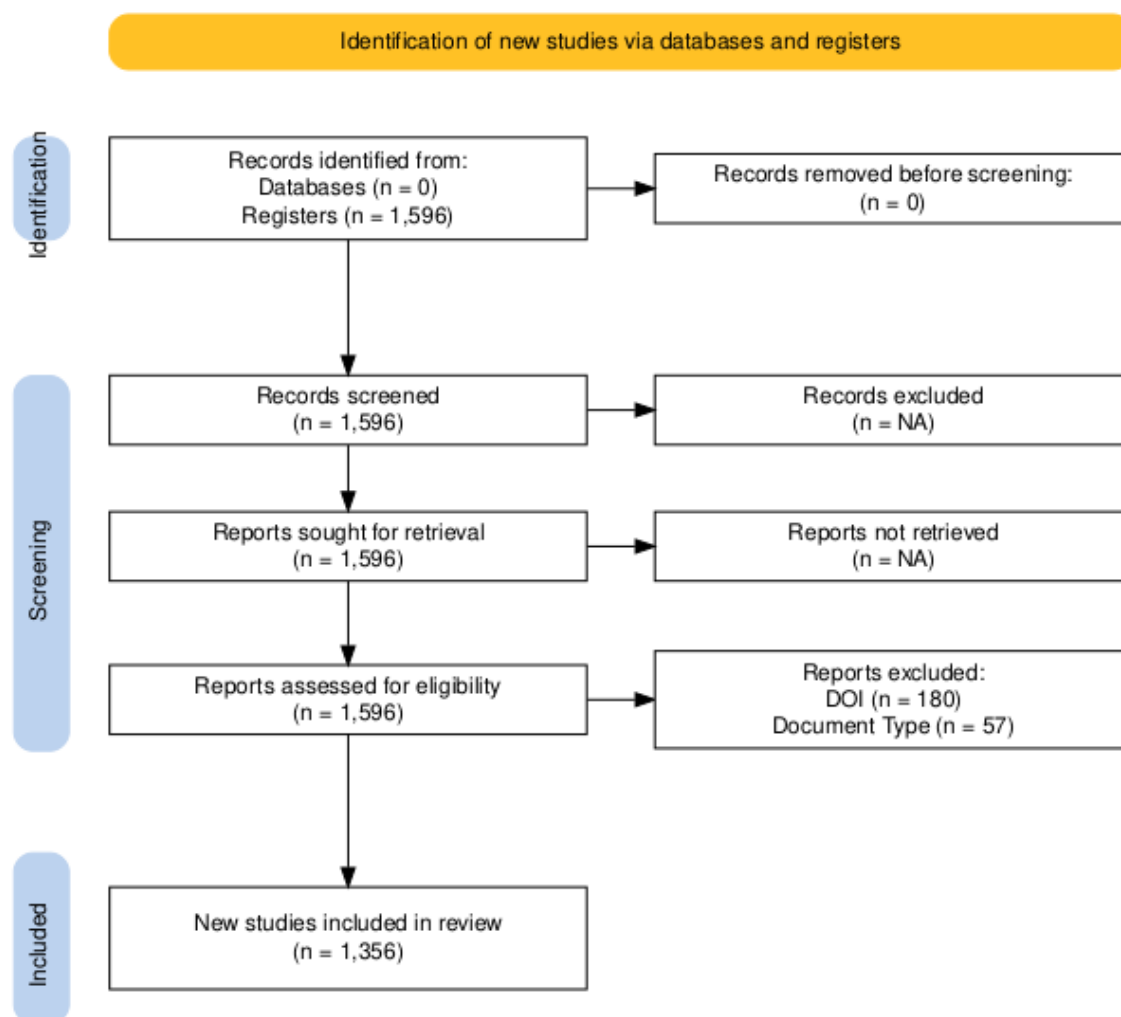 Identification of new studies via databases and registers
Identification
Records identified from:
Databases (n = 0)
Registers (n = 1,596)
Records removed before screening:
(n = 0)
Screening
Records screened
(n = 1,596)
Records excluded
(n = NA)
Reports sought for retrieval
(n = 1,596)
Reports not retrieved
(n = NA)
Reports assessed for eligibility
(n = 1,596)
Reports excluded:
DOI (n = 180)
Document Type (n = 57)
Included
New studies included in review
(n = 1,356)